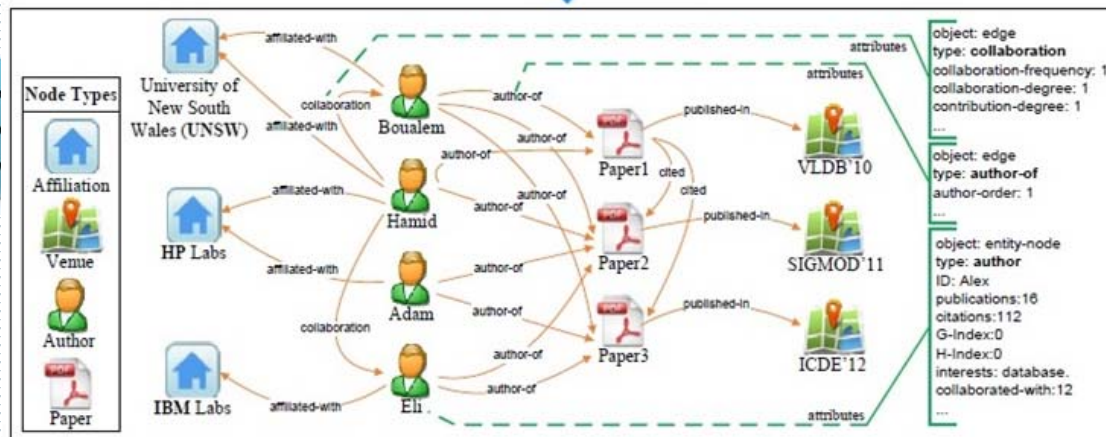 Node Types
Affiliation
Venue
Author
PDF
Paper
University of
New South
Wales (UNSW)
HP Labs
IBM Labs
affiliated-with
collaboration
affiliated-with
affiliated-with
affiliated-with
collaboration
affiliated-with
Boualem
Hamid
Adam
Eli
author-of
author-of
author-of
author-of
author-of
author-of
author-of
author-of
author-of
PDF
Paper1
PDF
Paper2
PDF
Paper3
cited
cited
published-in
published-in
published-in
VLDB'10
SIGMOD'11
ICDE'12
attributes
attributes
attributes
object: edge
type: collaboration
collaboration-frequency: 1
collaboration-degree: 1
contribution-degree: 1
...
object: edge
type: author-of
author-order: 1
...
object: entity-node
type: author
ID: Alex
publications:16
citations:112
G-Index:0
H-Index:0
interests: database.
collaborated-with:12
...